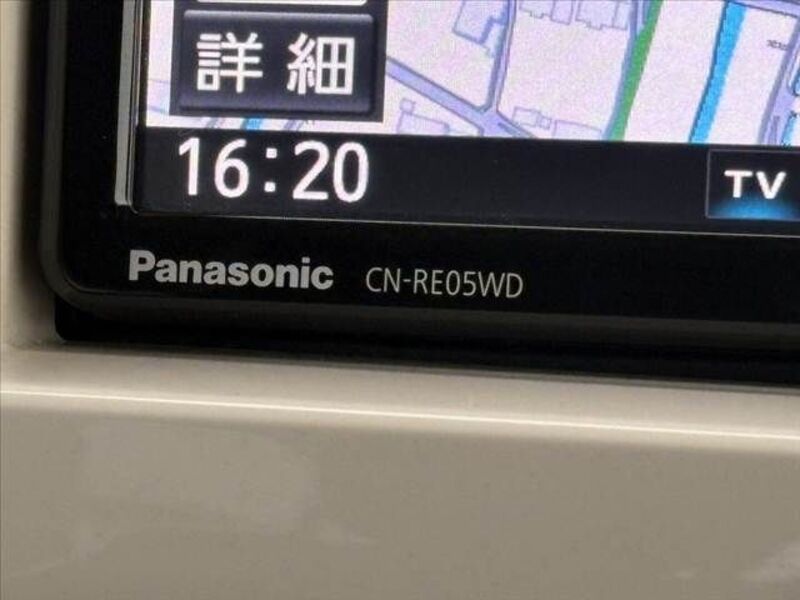 詳細
16:20
TV
Panasonic CN-RE05WD